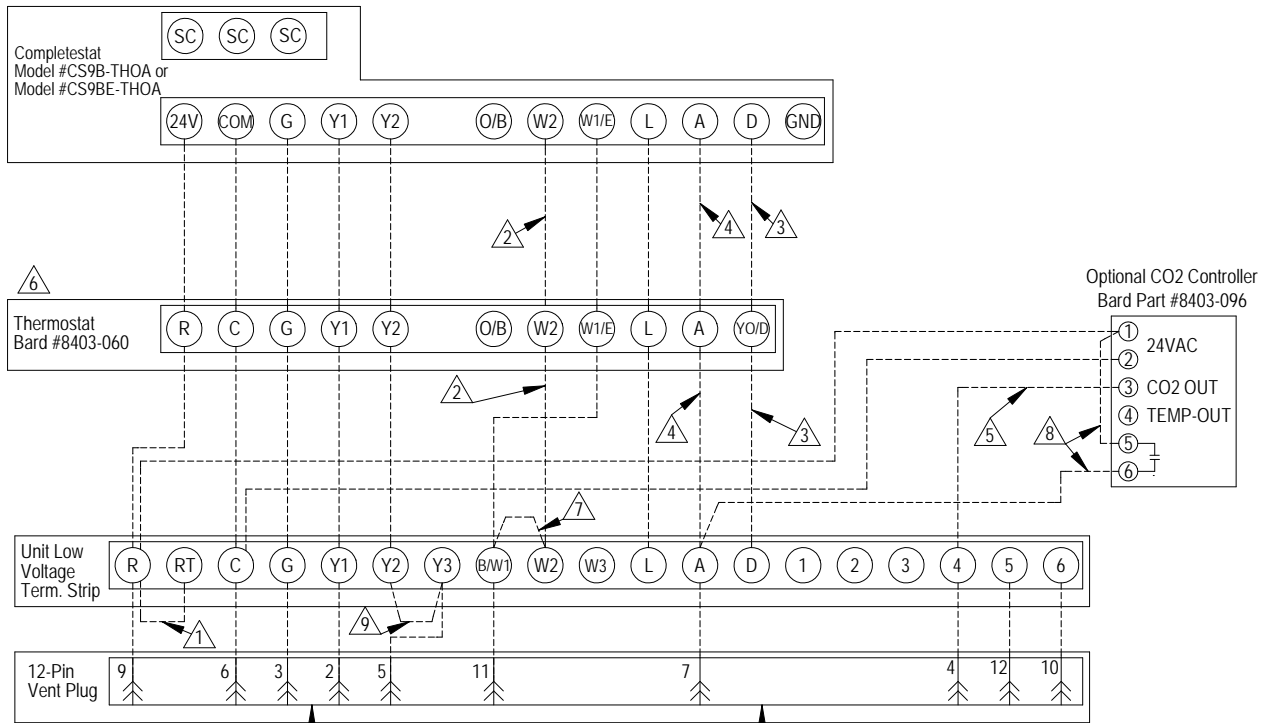 SC SC SC
Completestat
Model #CS9B-THOA or
Model #CS9BE-THOA
24V COM G Y1 Y2 O/B W2 W1/E L A D GND
2 4 3
6
Thermostat
Bard #8403-060
R C G Y1 Y2 O/B W2 W1/E L A YO/D
Optional CO2 Controller
Bard Part #8403-096
1
24VAC
2
3 CO2 OUT
4 TEMP-OUT
5
6
2 4 3 5 8
7
Unit Low
Voltage
Term. Strip
R RT C G Y1 Y2 Y3 B/W1 W2 W3 L A D 1 2 3 4 5 6
1 9
12-Pin
Vent Plug
9 6 3 2 5 11 7 4 12 10